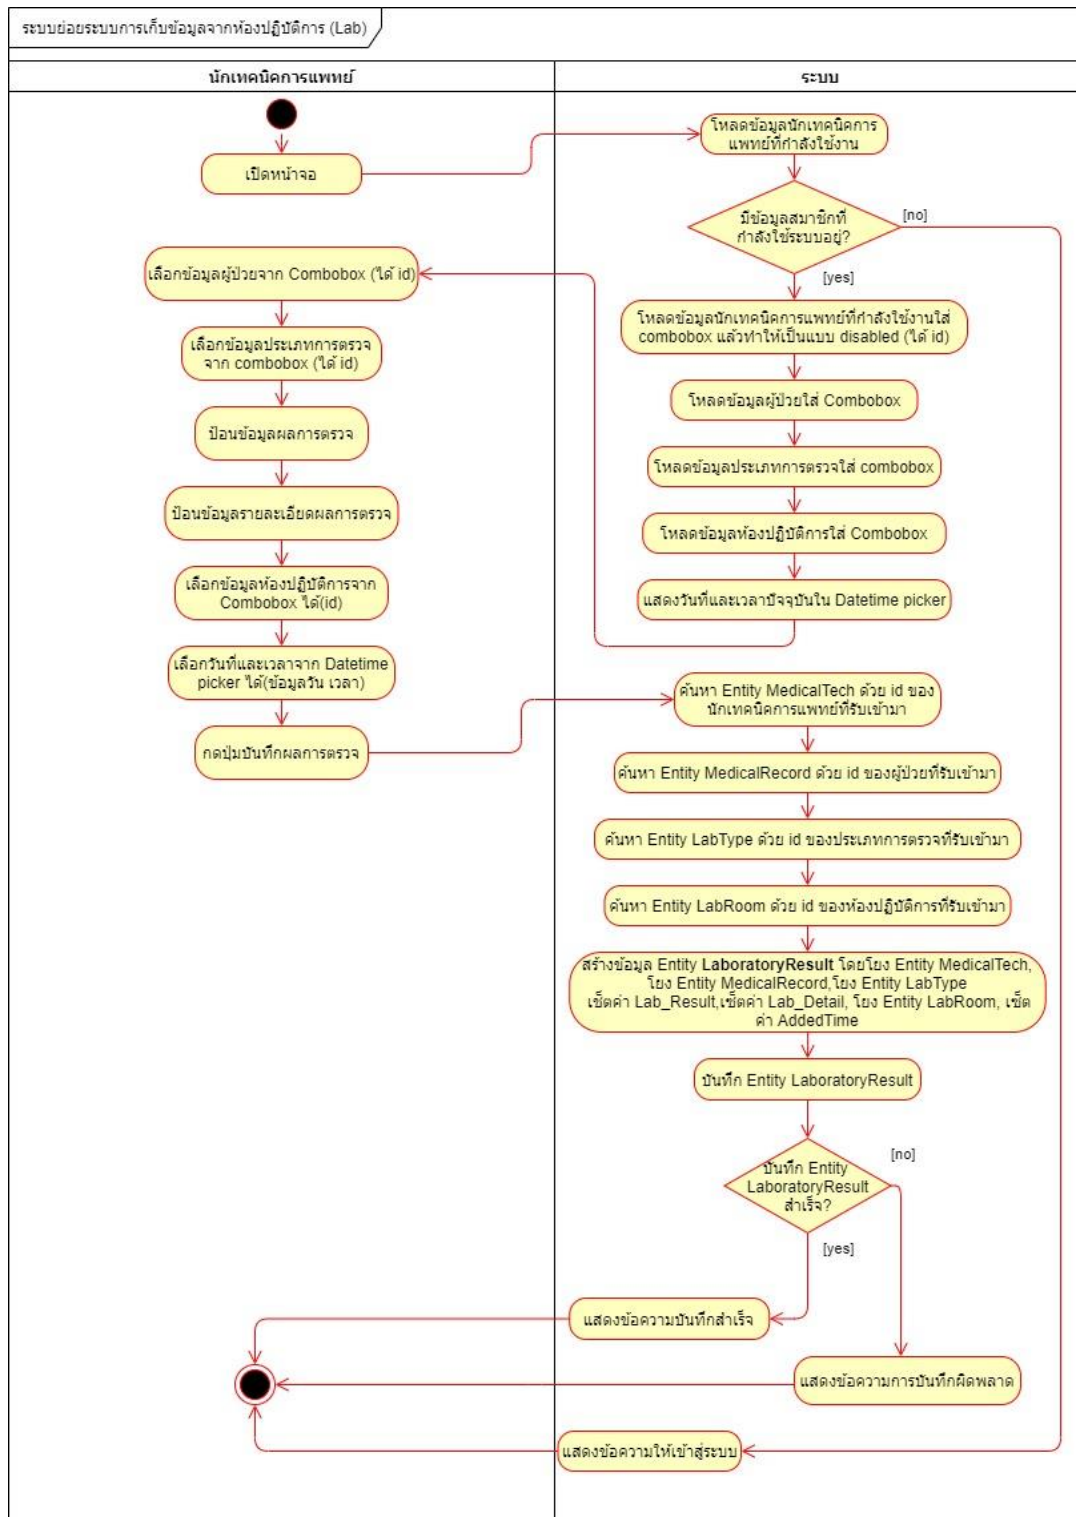 ระบบย่อยระบบการเก็บข้อมูลจากห้องปฏิบัติการ (Lab)
นักเทคนิคการแพทย์
ระบบ
เปิดหน้าจอ
โหลดข้อมูลนักเทคนิคการ
แพทย์ที่กำลังใช้งาน
มีข้อมูลสมาชิกที่
กำลังใช้ระบบอยู่?
[no]
[yes]
โหลดข้อมูลนักเทคนิคการแพทย์ที่กำลังใช้งานใส่
combobox แล้วทำให้เป็นแบบ disabled (ได้ id)
โหลดข้อมูลผู้ป่วยใส่ Combobox
โหลดข้อมูลประเภทการตรวจใส่ combobox
โหลดข้อมูลห้องปฏิบัติการใส่ Combobox
แสดงวันที่และเวลาปัจจุบันใน Datetime picker
เลือกข้อมูลผู้ป่วยจาก Combobox (ได้ id)
เลือกข้อมูลประเภทการตรวจ
จาก combobox (ได้ id)
ป้อนข้อมูลผลการตรวจ
ป้อนข้อมูลรายละเอียดผลการตรวจ
เลือกข้อมูลห้องปฏิบัติการจาก
Combobox ได้(id)
เลือกวันที่และเวลาจาก Datetime
picker ได้(ข้อมูลวัน เวลา)
กดปุ่มบันทึกผลการตรวจ
ค้นหา Entity MedicalTech ด้วย id ของ
นักเทคนิคการแพทย์ที่รับเข้ามา
ค้นหา Entity MedicalRecord ด้วย id ของผู้ป่วยที่รับเข้ามา
ค้นหา Entity LabType ด้วย id ของประเภทการตรวจที่รับเข้ามา
ค้นหา Entity LabRoom ด้วย id ของห้องปฏิบัติการที่รับเข้ามา
สร้างข้อมูล Entity LaboratoryResult โดยโยง Entity MedicalTech,
โยง Entity MedicalRecord,โยง Entity LabType
เซ็ตค่า Lab_Result,เซ็ตค่า Lab_Detail, โยง Entity LabRoom, เซ็ต
ค่า AddedTime
บันทึก Entity LaboratoryResult
บันทึก Entity
LaboratoryResult
สำเร็จ?
[no]
[yes]
แสดงข้อความบันทึกสำเร็จ
แสดงข้อความการบันทึกผิดพลาด
แสดงข้อความให้เข้าสู่ระบบ